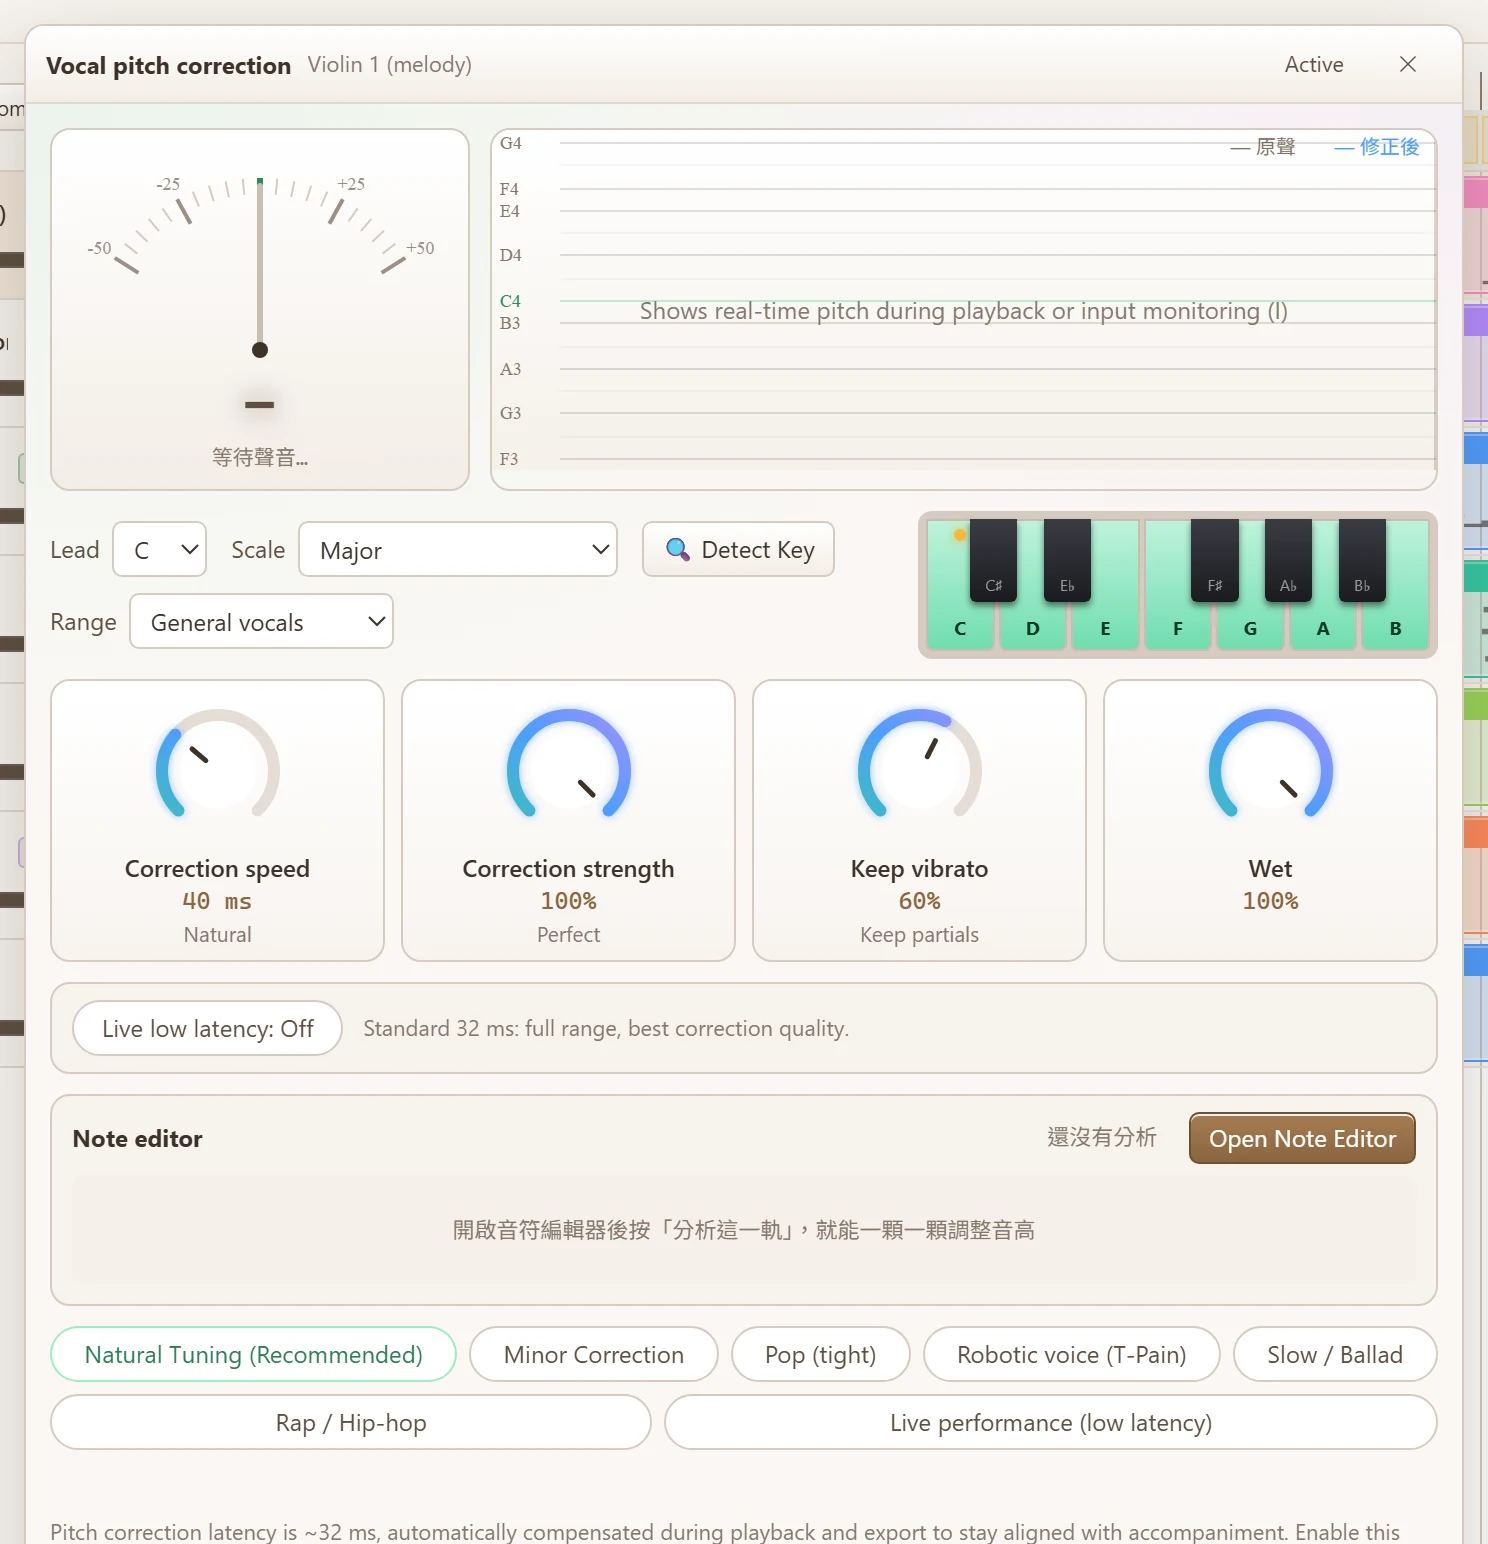 Vocal pitch correction Violin 1 (melody) Active
-50 -25 +25 +50
等待聲音...
— 原聲 — 修正後
G4
F4
E4
D4
C4
B3
A3
G3
F3
Shows real-time pitch during playback or input monitoring (I)
Lead C Scale Major Detect Key
Range General vocals
C♯ E♭ F♯ A♭ B♭
C D E F G A B
Correction speed
40 ms
Natural
Correction strength
100%
Perfect
Keep vibrato
60%
Keep partials
Wet
100%
Live low latency: Off Standard 32 ms: full range, best correction quality.
Note editor 還沒有分析 Open Note Editor
開啟音符編輯器後按「分析這一軌」，就能一顆一顆調整音高
Natural Tuning (Recommended) Minor Correction Pop (tight) Robotic voice (T-Pain) Slow / Ballad
Rap / Hip-hop Live performance (low latency)
Pitch correction latency is ~32 ms, automatically compensated during playback and export to stay aligned with accompaniment. Enable this